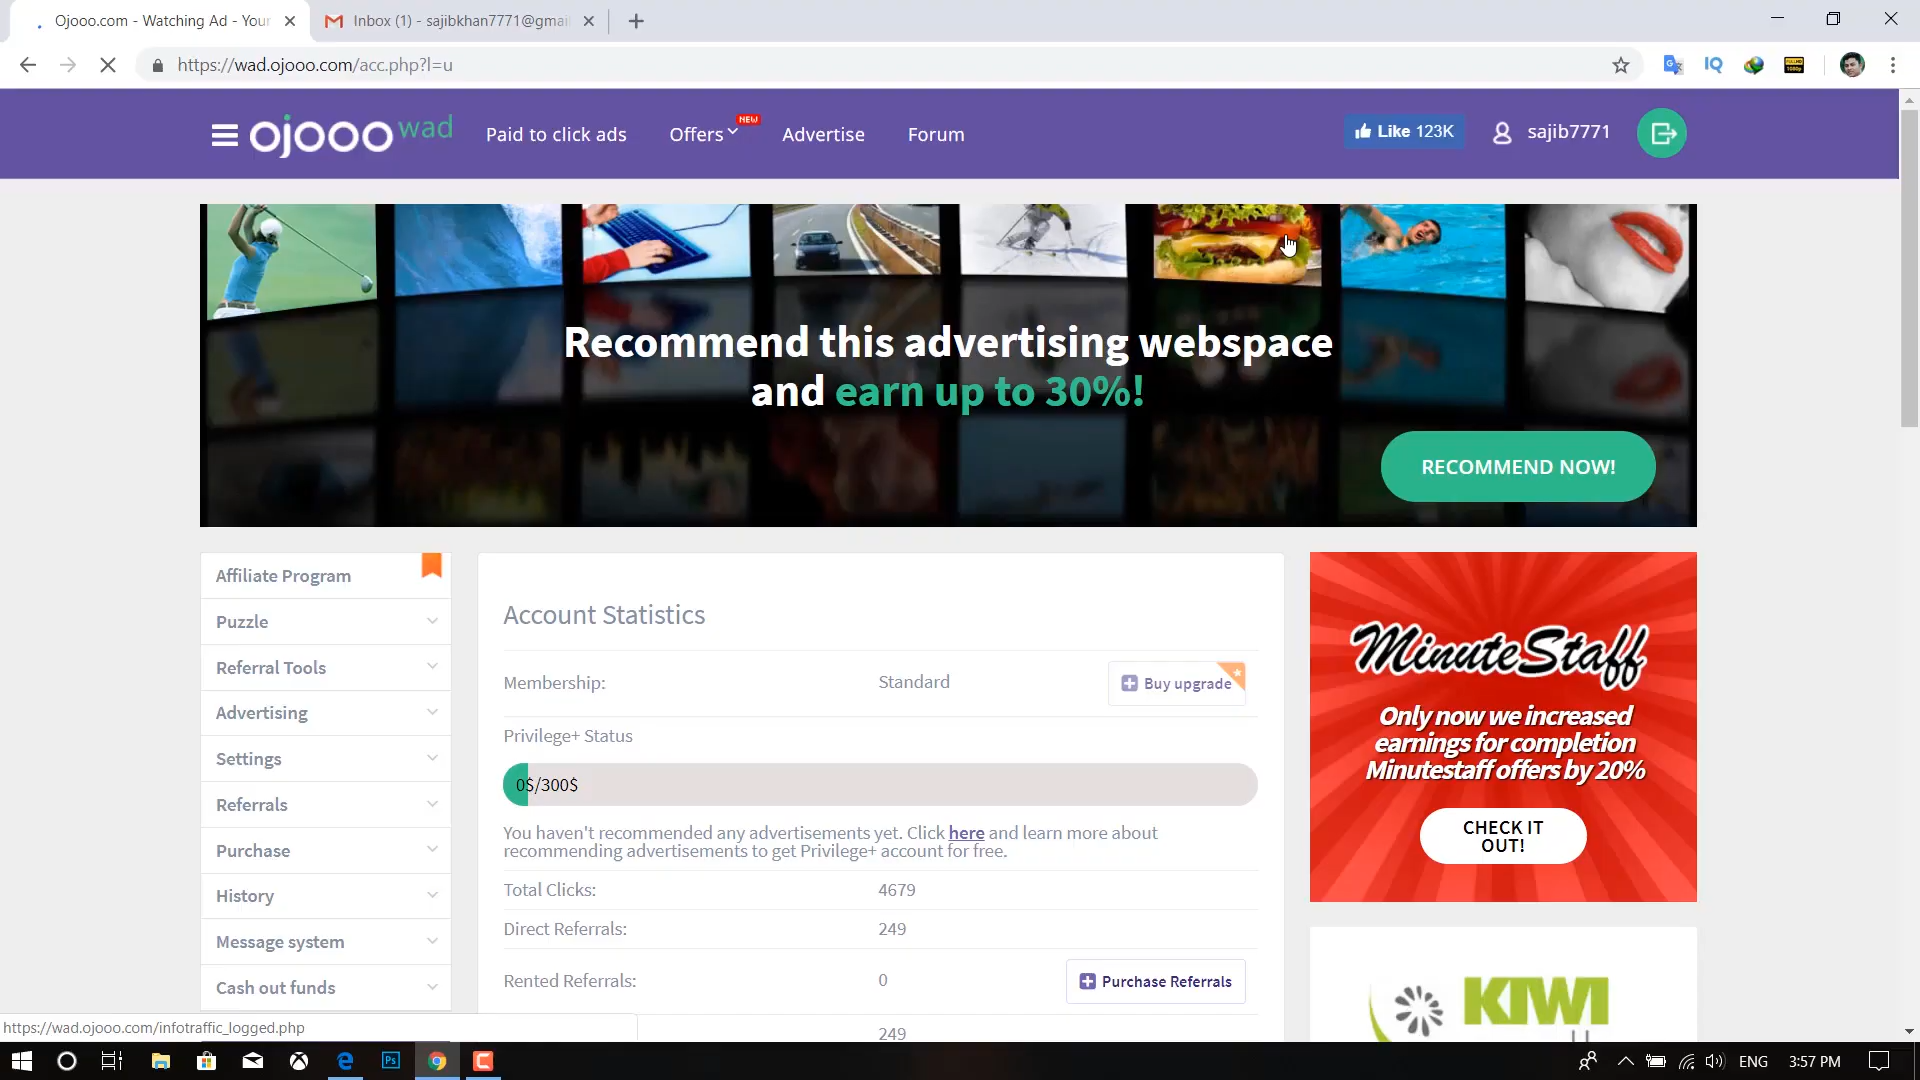 Ojooo.com - Watching Ad - Your
Inbox (1) - sajibkhan7771@gmai
https://wad.ojooo.com/acc.php?l=u
IQ
ojooo wad
Paid to click ads
Offers
NEW
Advertise
Forum
Like 123K
sajib7771
Recommend this advertising webspace
and earn up to 30%!
RECOMMEND NOW!
Affiliate Program
Puzzle
Referral Tools
Advertising
Settings
Referrals
Purchase
History
Message system
Cash out funds
Account Statistics
Membership: Standard Buy upgrade
Privilege+ Status
0$/300$
You haven't recommended any advertisements yet. Click here and learn more about
recommending advertisements to get Privilege+ account for free.
Total Clicks: 4679
Direct Referrals: 249
Rented Referrals: 0 Purchase Referrals
249
MinuteStaff
Only now we increased
earnings for completion
Minutestaff offers by 20%
CHECK IT
OUT!
KIWI
https://wad.ojooo.com/infotraffic_logged.php
Ps
ENG
3:57 PM